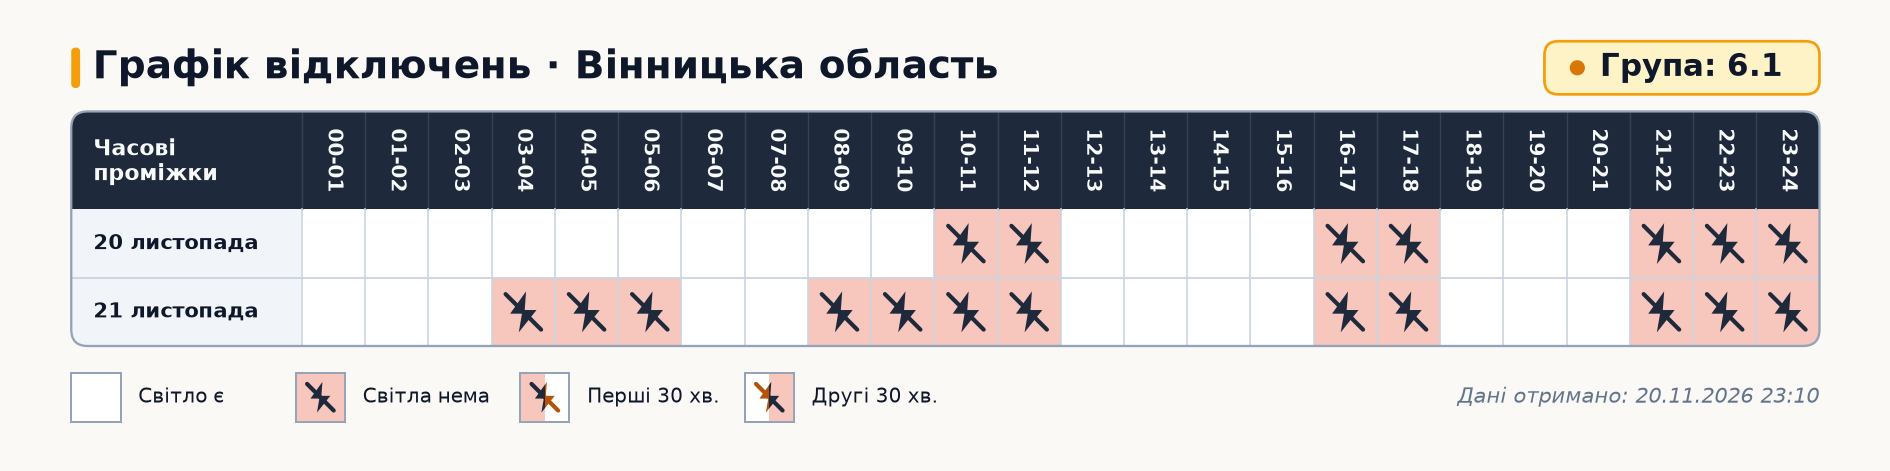 Графік відключень · Вінницька область
Група: 6.1
Часові
проміжки
00-01
01-02
02-03
03-04
04-05
05-06
06-07
07-08
08-09
09-10
10-11
11-12
12-13
13-14
14-15
15-16
16-17
17-18
18-19
19-20
20-21
21-22
22-23
23-24
20 листопада
21 листопада
Світло є
Світла нема
Перші 30 хв.
Другі 30 хв.
Дані отримано: 20.11.2026 23:10